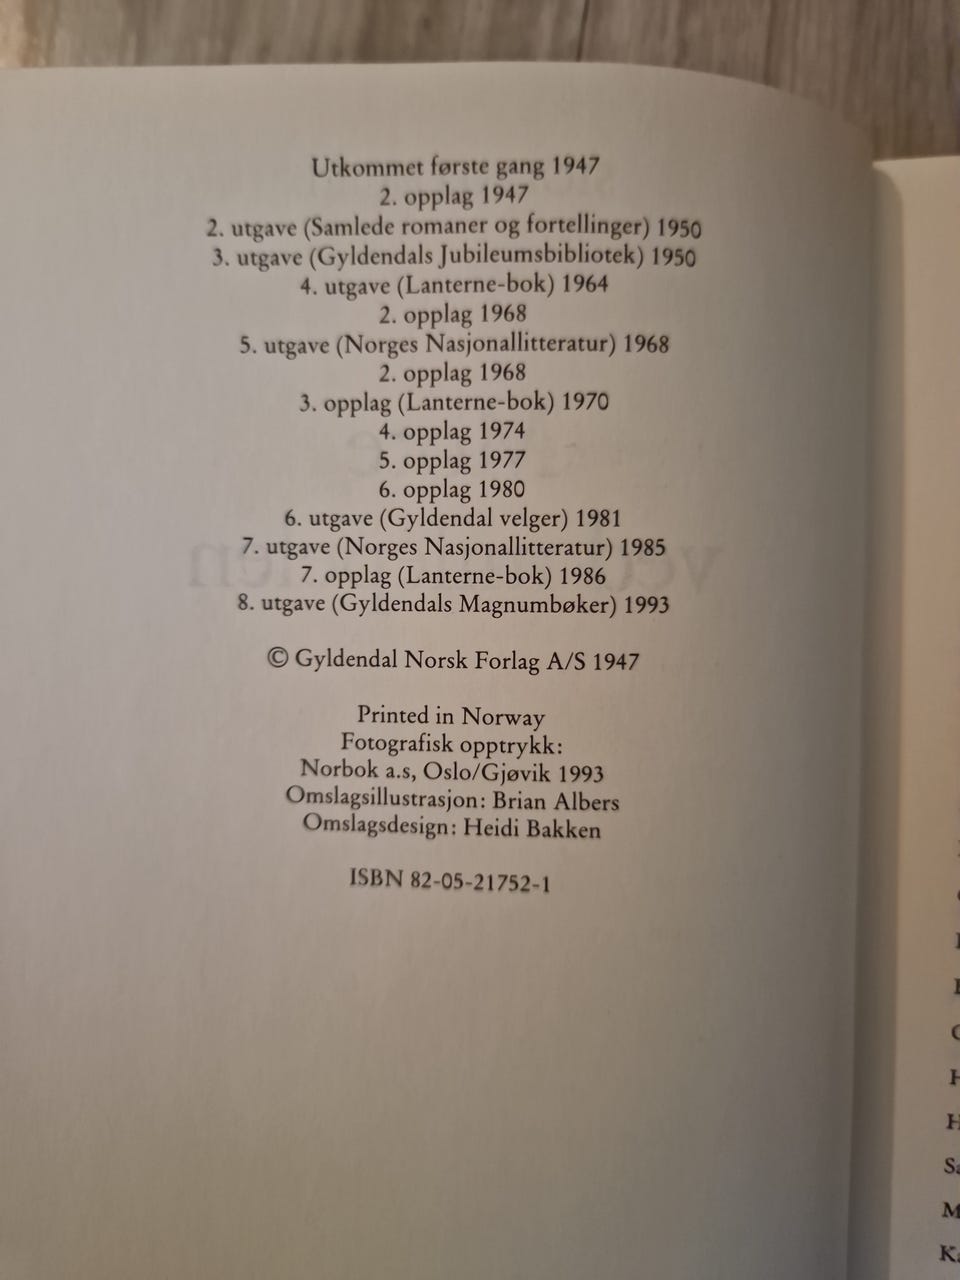 Utkommet første gang 1947
2. opplag 1947
2. utgave (Samlede romaner og fortellinger) 1950
3. utgave (Gyldendals Jubileumsbibliotek) 1950
4. utgave (Lanterne-bok) 1964
2. opplag 1968
5. utgave (Norges Nasjonallitteratur) 1968
2. opplag 1968
3. opplag (Lanterne-bok) 1970
4. opplag 1974
5. opplag 1977
6. opplag 1980
6. utgave (Gyldendal velger) 1981
7. utgave (Norges Nasjonallitteratur) 1985
7. opplag (Lanterne-bok) 1986
8. utgave (Gyldendals Magnumbøker) 1993
© Gyldendal Norsk Forlag A/S 1947
Printed in Norway
Fotografisk opptrykk:
Norbok a.s, Oslo/Gjøvik 1993
Omslagsillustrasjon: Brian Albers
Omslagsdesign: Heidi Bakken
ISBN 82-05-21752-1